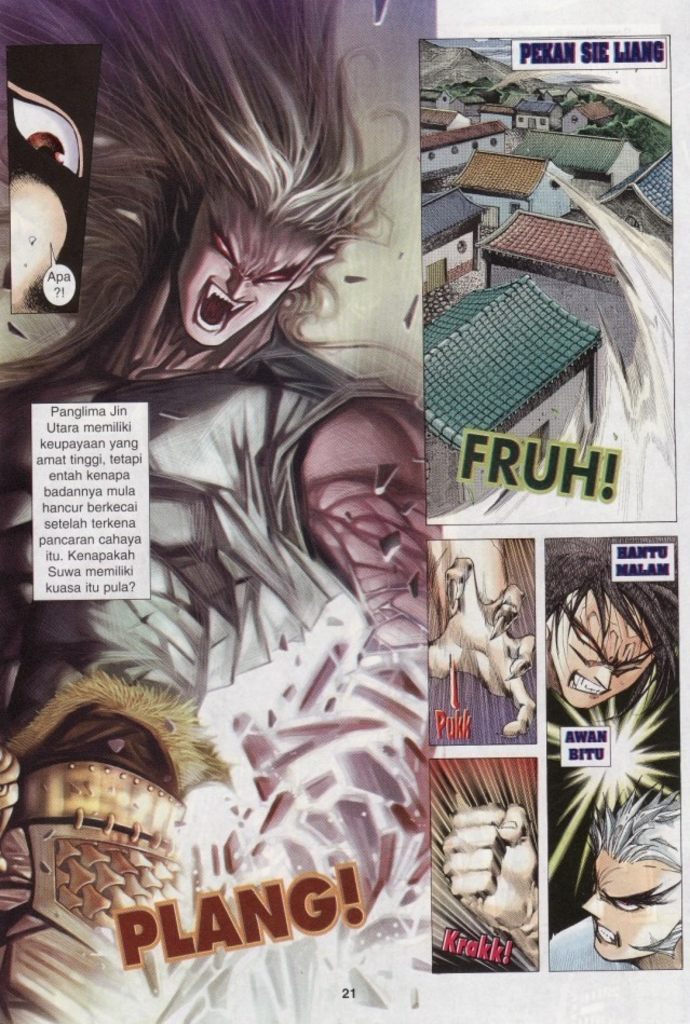 Apa
?!
Panglima Jin
Utara memiliki
keupayaan yang
amat tinggi, tetapi
entah kenapa
badannya mula
hancur berkecai
setelah terkena
pancaran cahaya
itu. Kenapakah
Suwa memiliki
kuasa itu pula?
PLANG!
PEKAN SIE LIANG
FRUH!
Pukk
Krakk!
HANTU
MALAM
AWAN
BITU
21